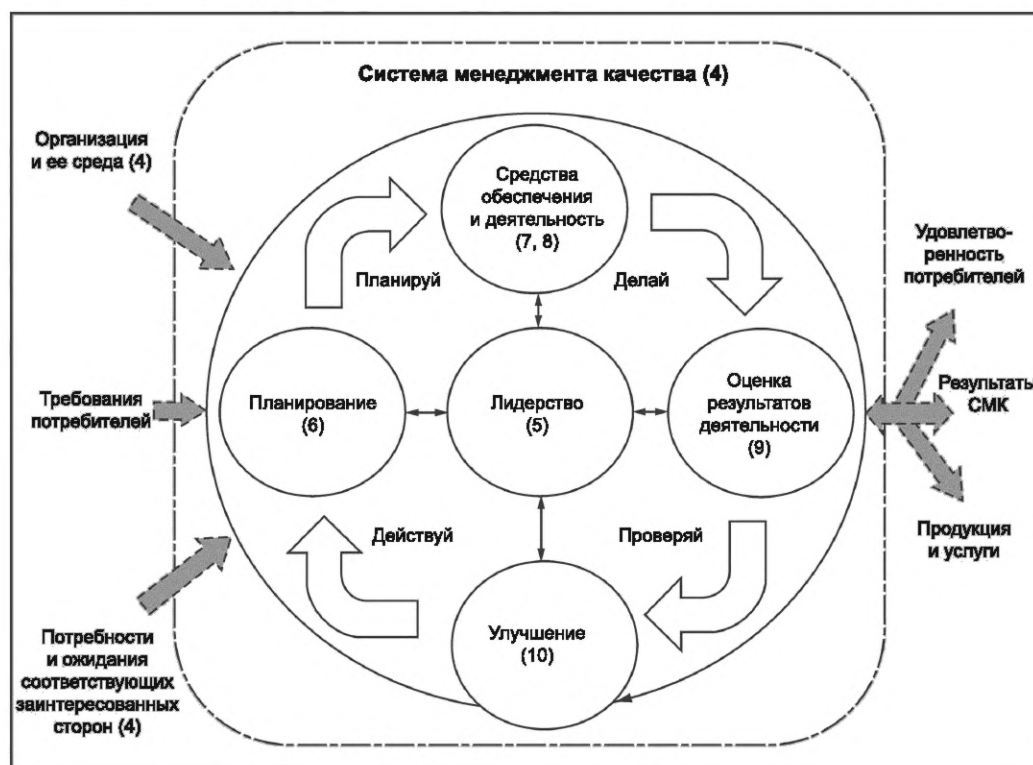 Система менеджмента качества (4)
Организация
и ее среда (4)
Средства
обеспечения
и деятельность
(7, 8)
Удовлетво-
ренность
потребителей
Планируй
Делай
Требования
потребителей
Планирование
(6)
Лидерство
(5)
Оценка
результатов
деятельности
(9)
Результаты
СМК
Действуй
Проверяй
Продукция
и услуги
Улучшение
(10)
Потребности
и ожидания
соответствующих
заинтересованных
сторон (4)